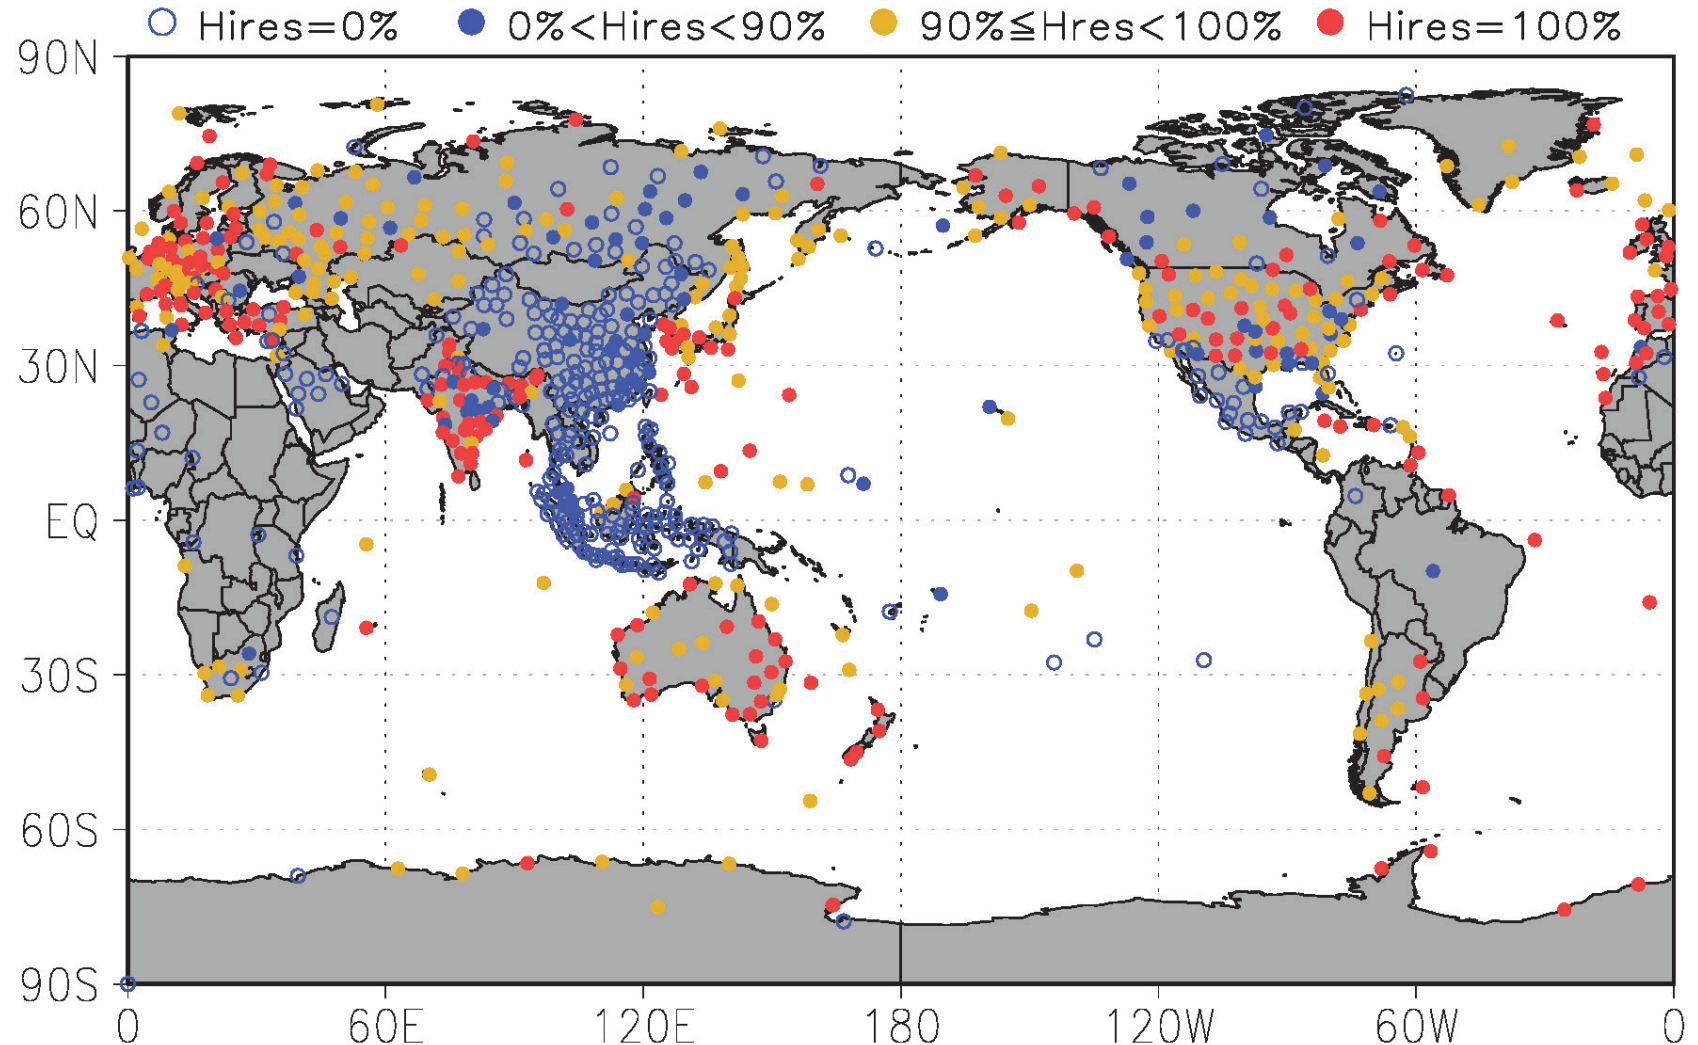 Hires=0% 0%<Hires<90% 90%≦Hres<100% Hires=100%
90N
60N
30N
EQ
30S
60S
90S
0 60E 120E 180 120W 60W 0